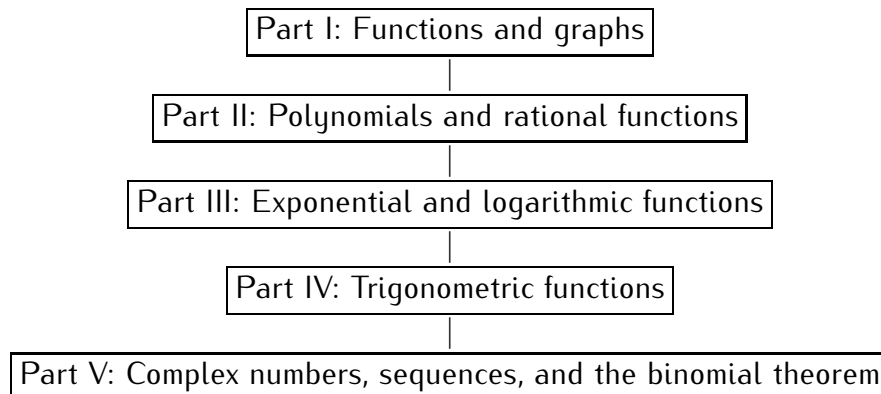 Part I: Functions and graphs
Part II: Polynomials and rational functions
Part III: Exponential and logarithmic functions
Part IV: Trigonometric functions
Part V: Complex numbers, sequences, and the binomial theorem